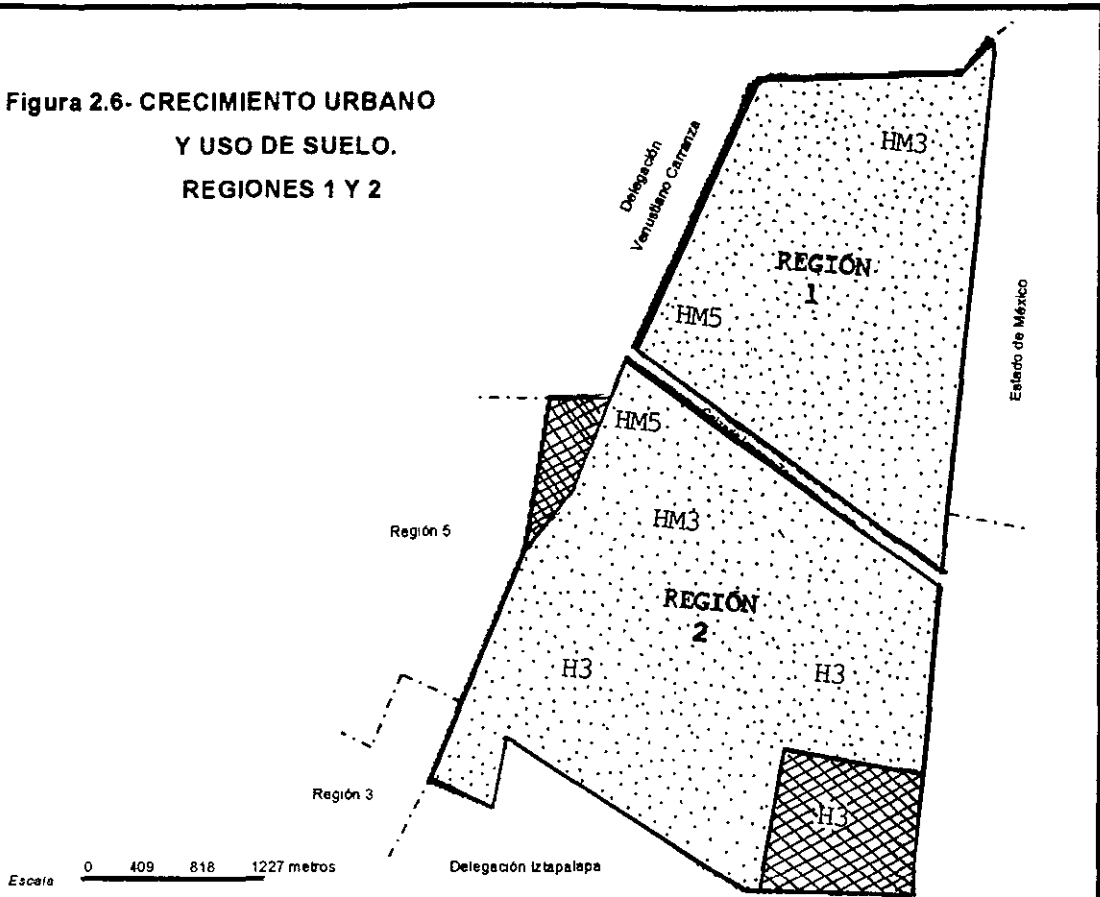 Figura 2.6- CRECIMIENTO URBANO
Y USO DE SUELO.
REGIONES 1 Y 2
Delegación
Venustiano Carranza
HM3
REGIÓN
1
HM5
Estado de México
HM5
Región 5
HM3
REGIÓN
2
H3
H3
Región 3
H3
Delegación Iztapalapa
Escala
0 409 818 1227 metros